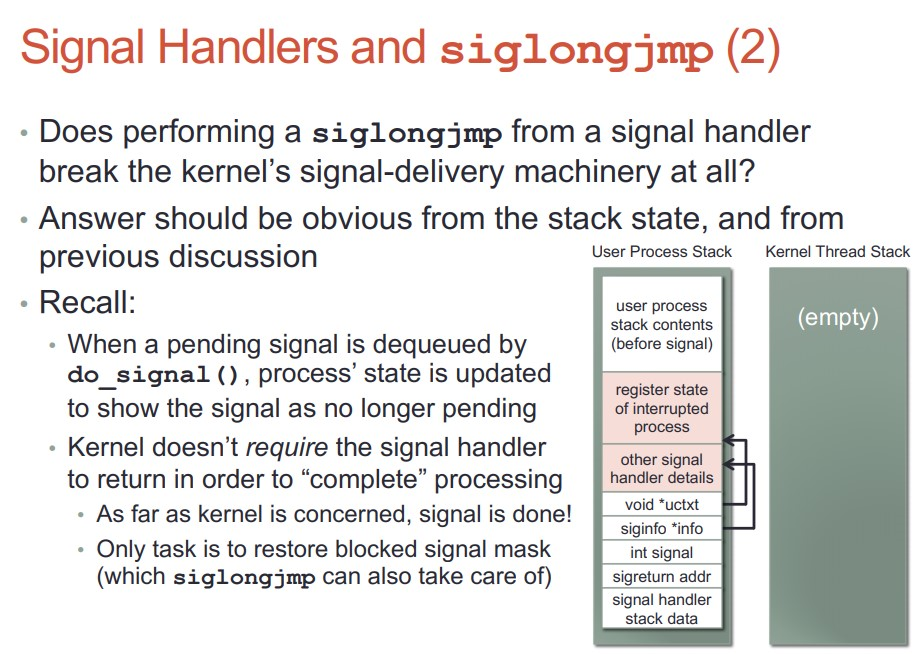 Signal Handlers and siglongjmp (2)
• Does performing a siglongjmp from a signal handler
break the kernel's signal-delivery machinery at all?
• Answer should be obvious from the stack state, and from
previous discussion
• Recall:
• When a pending signal is dequeued by
do_signal(), process' state is updated
to show the signal as no longer pending
• Kernel doesn't require the signal handler
to return in order to “complete” processing
• As far as kernel is concerned, signal is done!
• Only task is to restore blocked signal mask
(which siglongjmp can also take care of)
User Process Stack
user process
stack contents
(before signal)
register state
of interrupted
process
other signal
handler details
void *uctxt
siginfo *info
int signal
sigreturn addr
signal handler
stack data
Kernel Thread Stack
(empty)